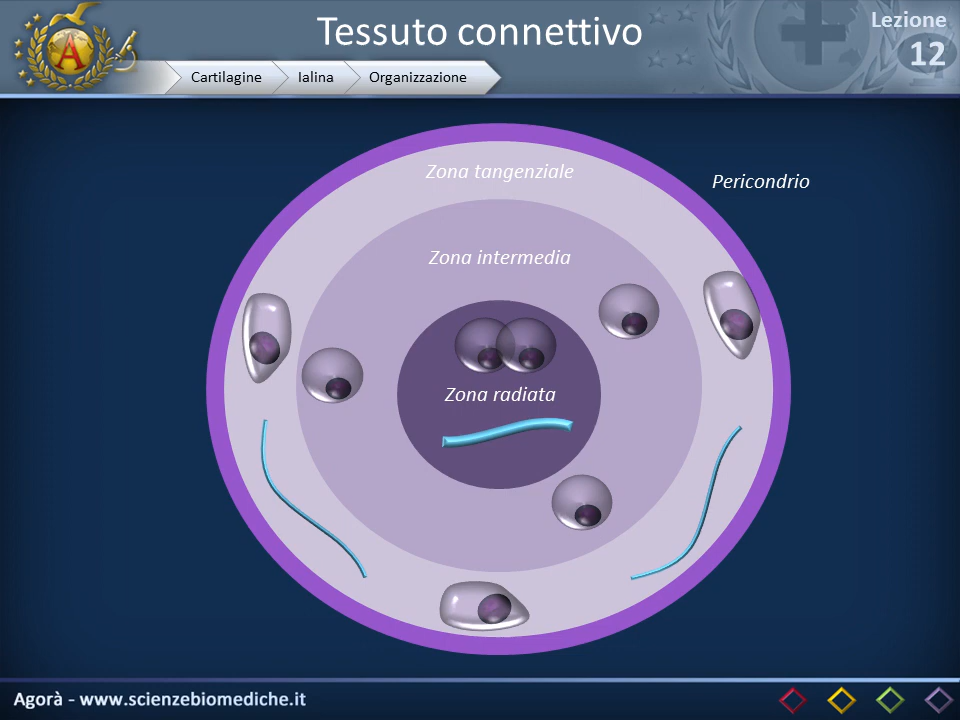 Tessuto connettivo
Lezione
12
Cartilagine
Ialina
Organizzazione
Zona tangenziale
Pericondrio
Zona intermedia
Zona radiata
Agorà - www.scienzebiomediche.it
A